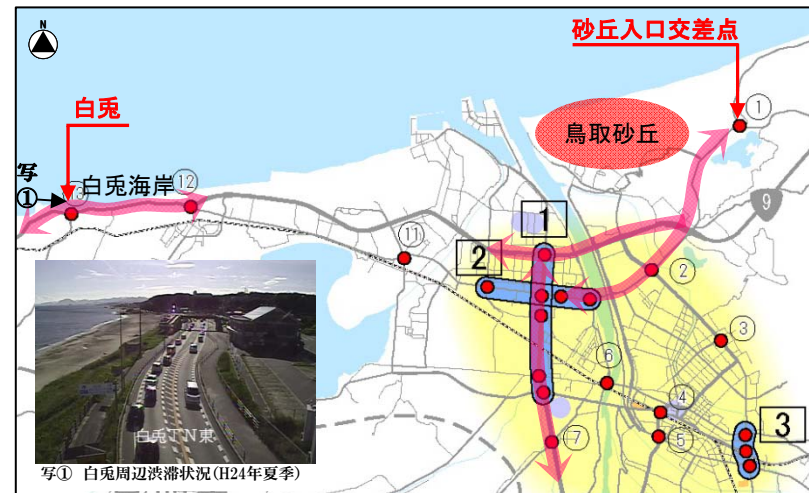 N
砂丘入口交差点
白兎
①
鳥取砂丘
写
①
白兎海岸
⑫
⑬
9
1
⑪
2
②
③
⑥
④
3
⑦
⑤
白兎TN東
写① 白兎周辺渋滞状況(H24年夏季)